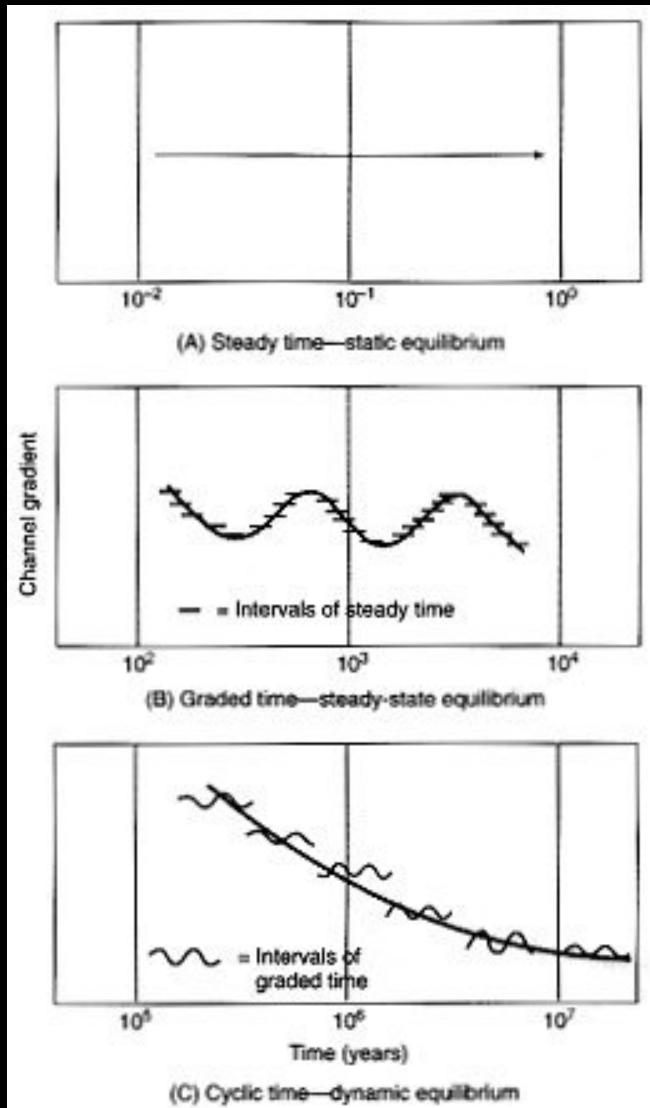 10⁻² 10⁻¹ 10⁰
(A) Steady time—static equilibrium
Channel gradient
– = Intervals of steady time
10² 10³ 10⁴
(B) Graded time—steady-state equilibrium
= Intervals of
graded time
10⁵ 10⁶ 10⁷
Time (years)
(C) Cyclic time—dynamic equilibrium